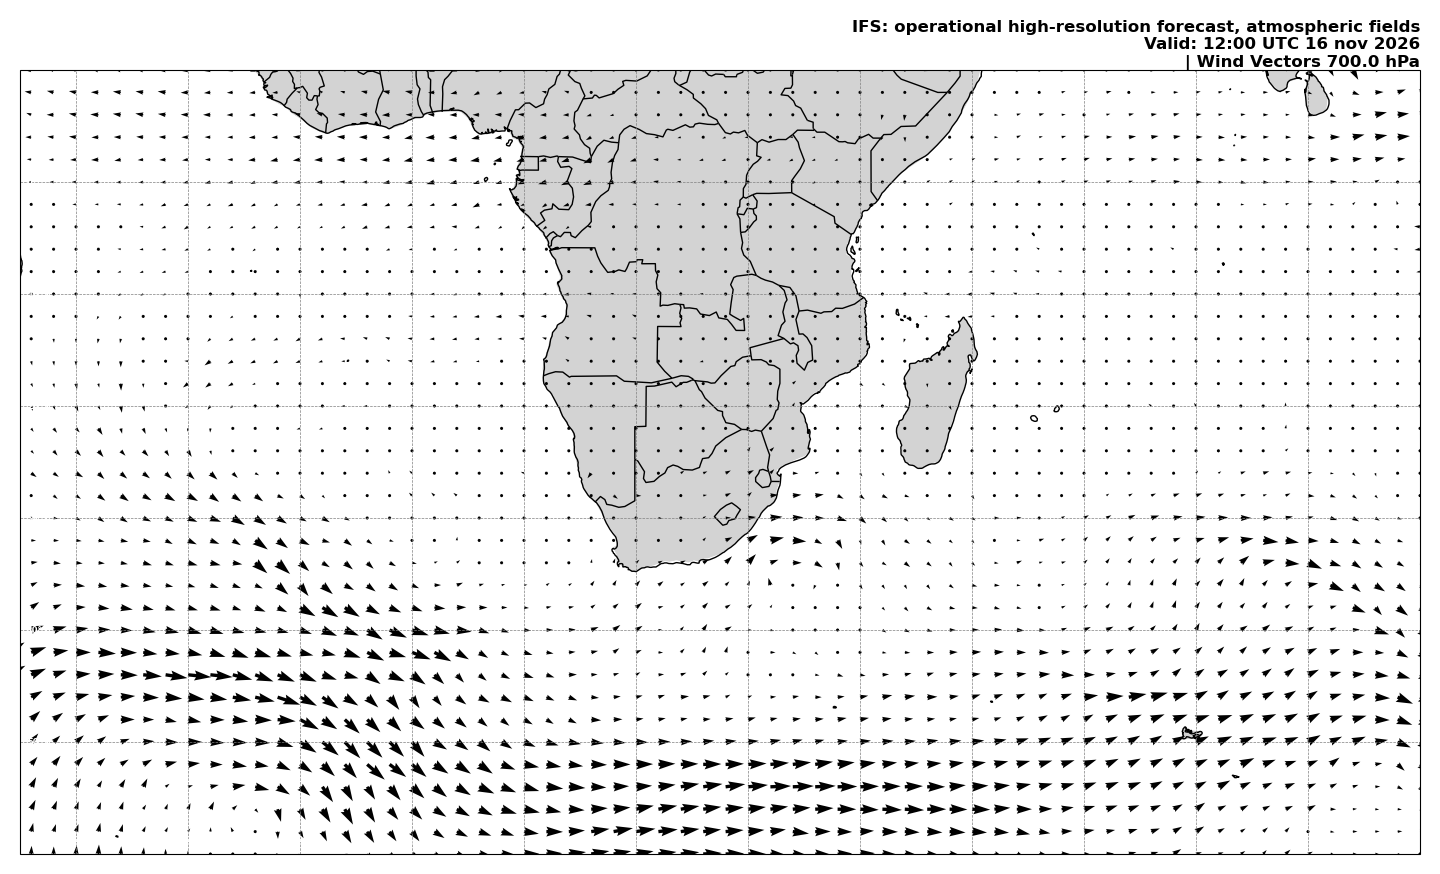 IFS: operational high-resolution forecast, atmospheric fields
Valid: 12:00 UTC 16 nov 2026
| Wind Vectors 700.0 hPa